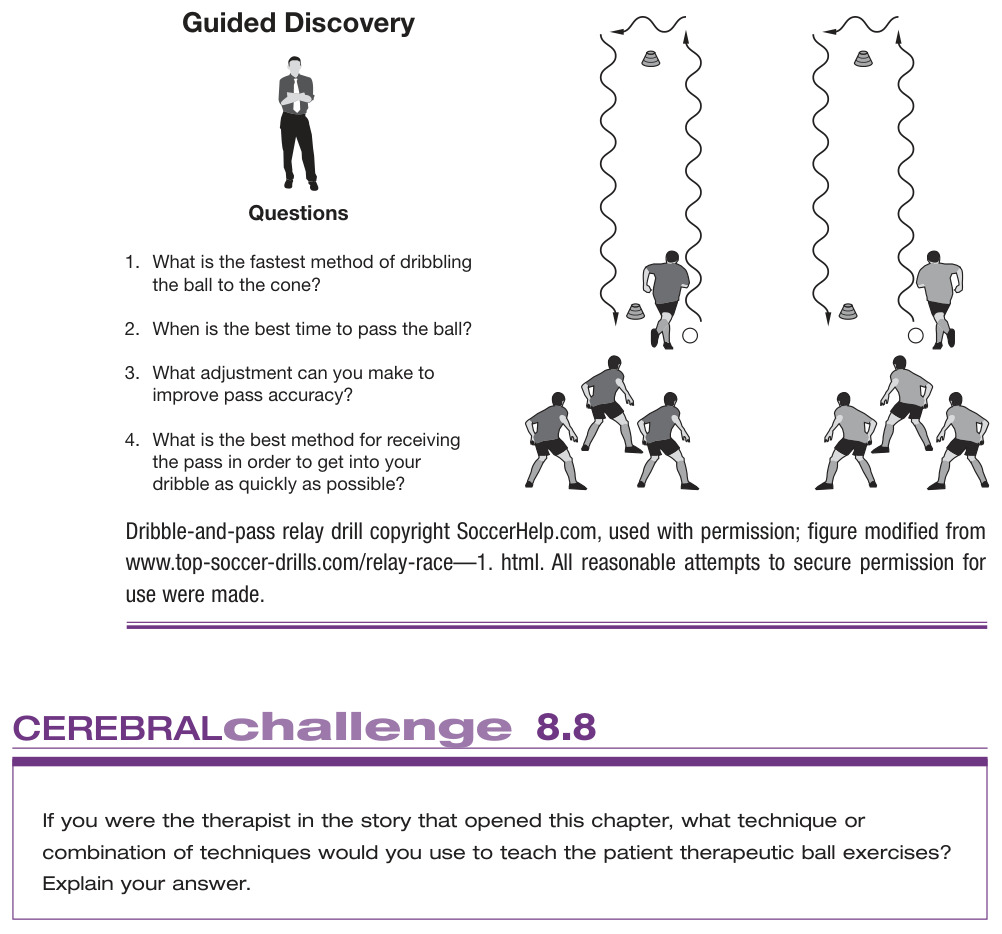 Guided Discovery
Questions
1. What is the fastest method of dribbling
the ball to the cone?
2. When is the best time to pass the ball?
3. What adjustment can you make to
improve pass accuracy?
4. What is the best method for receiving
the pass in order to get into your
dribble as quickly as possible?
Dribble-and-pass relay drill copyright SoccerHelp.com, used with permission; figure modified from
www.top-soccer-drills.com/relay-race—1. html. All reasonable attempts to secure permission for
use were made.
CEREBRALchallenge 8.8
If you were the therapist in the story that opened this chapter, what technique or
combination of techniques would you use to teach the patient therapeutic ball exercises?
Explain your answer.